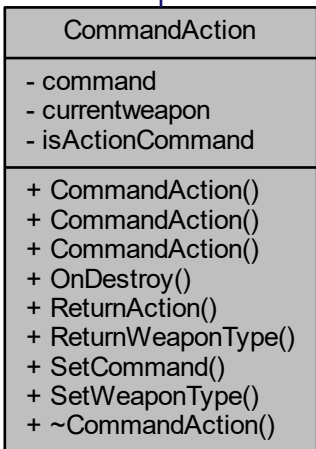 CommandAction
- command
- currentweapon
- isActionCommand
+ CommandAction()
+ CommandAction()
+ CommandAction()
+ OnDestroy()
+ ReturnAction()
+ ReturnWeaponType()
+ SetCommand()
+ SetWeaponType()
+ ~CommandAction()